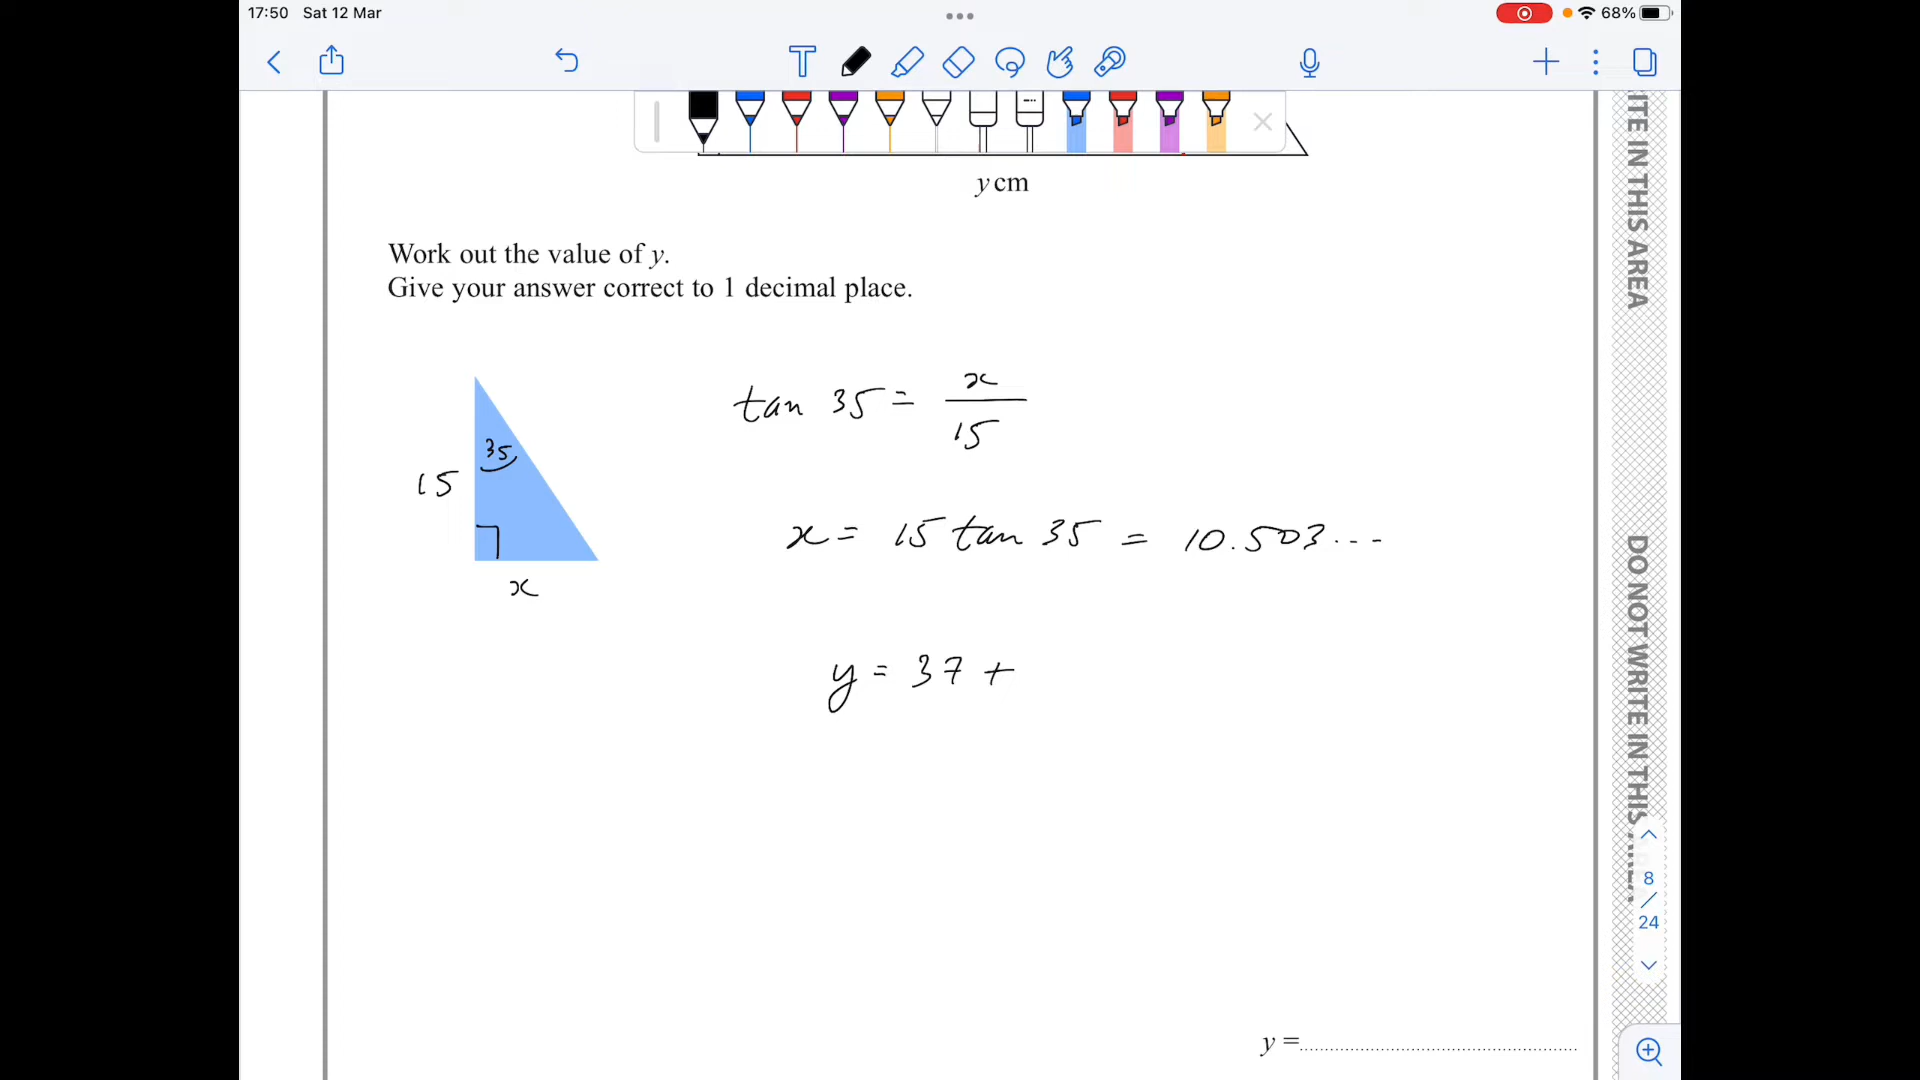 17:50 Sat 12 Mar
68%
T
y cm
Work out the value of y.
Give your answer correct to 1 decimal place.
tan 35 = x
15
35
15
x
x = 15 tan 35 = 10.503...
y = 37 +
y =
ITE IN THIS AREA
DO NOT WRITE IN THIS
8
/
24